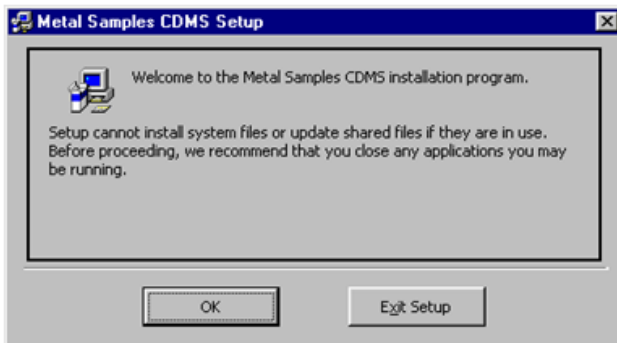 Metal Samples CDMS Setup
Welcome to the Metal Samples CDMS installation program.
Setup cannot install system files or update shared files if they are in use.
Before proceeding, we recommend that you close any applications you may
be running.
OK
Exit Setup